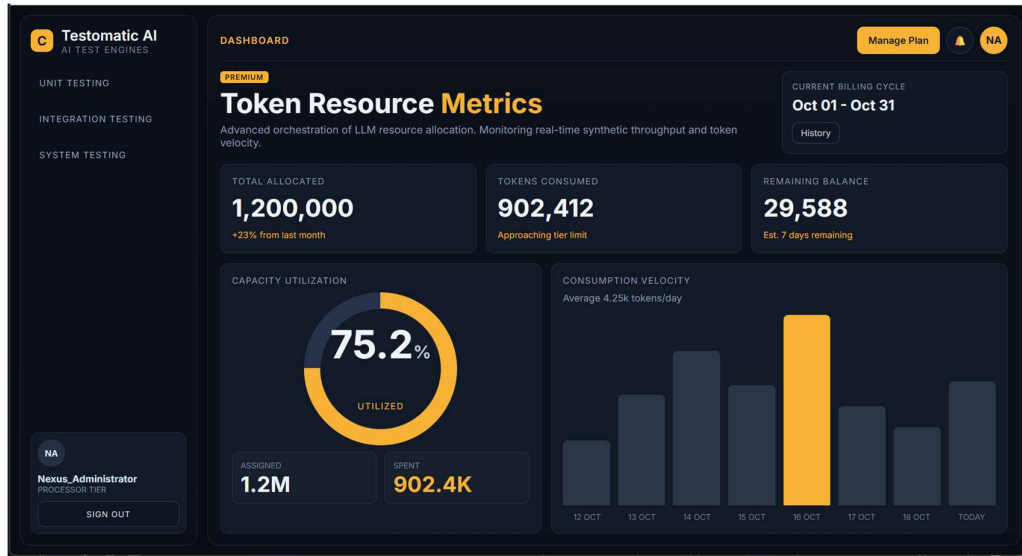 C
Testomatic AI
AI TEST ENGINES
UNIT TESTING
INTEGRATION TESTING
SYSTEM TESTING
NA
Nexus_Administrator
PROCESSOR TIER
SIGN OUT
DASHBOARD
Manage Plan
NA
PREMIUM
Token Resource Metrics
Advanced orchestration of LLM resource allocation. Monitoring real-time synthetic throughput and token
velocity.
CURRENT BILLING CYCLE
Oct 01 - Oct 31
History
TOTAL ALLOCATED
1,200,000
+23% from last month
TOKENS CONSUMED
902,412
Approaching tier limit
REMAINING BALANCE
29,588
Est. 7 days remaining
CAPACITY UTILIZATION
75.2%
UTILIZED
ASSIGNED
1.2M
SPENT
902.4K
CONSUMPTION VELOCITY
Average 4.25k tokens/day
12 OCT 13 OCT 14 OCT 15 OCT 16 OCT 17 OCT 18 OCT TODAY